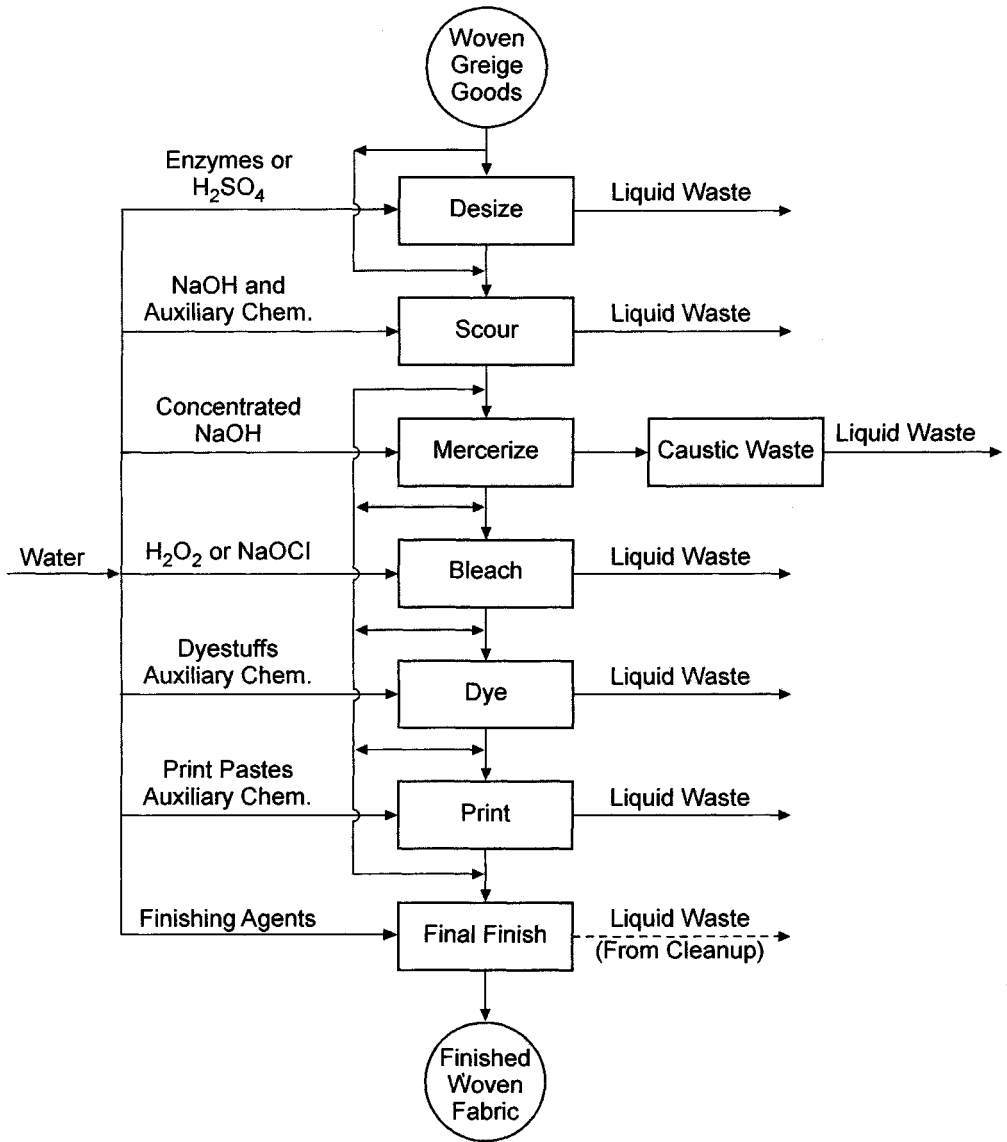 Woven
Greige
Goods
Enzymes or
H₂SO₄
Desize
Liquid Waste
NaOH and
Auxiliary Chem.
Scour
Liquid Waste
Concentrated
NaOH
Mercerize
Caustic Waste
Liquid Waste
Water
H₂O₂ or NaOCl
Bleach
Liquid Waste
Dyestuffs
Auxiliary Chem.
Dye
Liquid Waste
Print Pastes
Auxiliary Chem.
Print
Liquid Waste
Finishing Agents
Final Finish
Liquid Waste
(From Cleanup)
Finished
Woven
Fabric